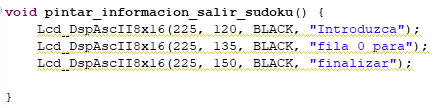 void pintar_informacion_salir_sudoku() {
Lcd_DspAscII8x16(225, 120, BLACK, "Introduzca");
Lcd_DspAscII8x16(225, 135, BLACK, "fila 0 para");
Lcd_DspAscII8x16(225, 150, BLACK, "finalizar");
}